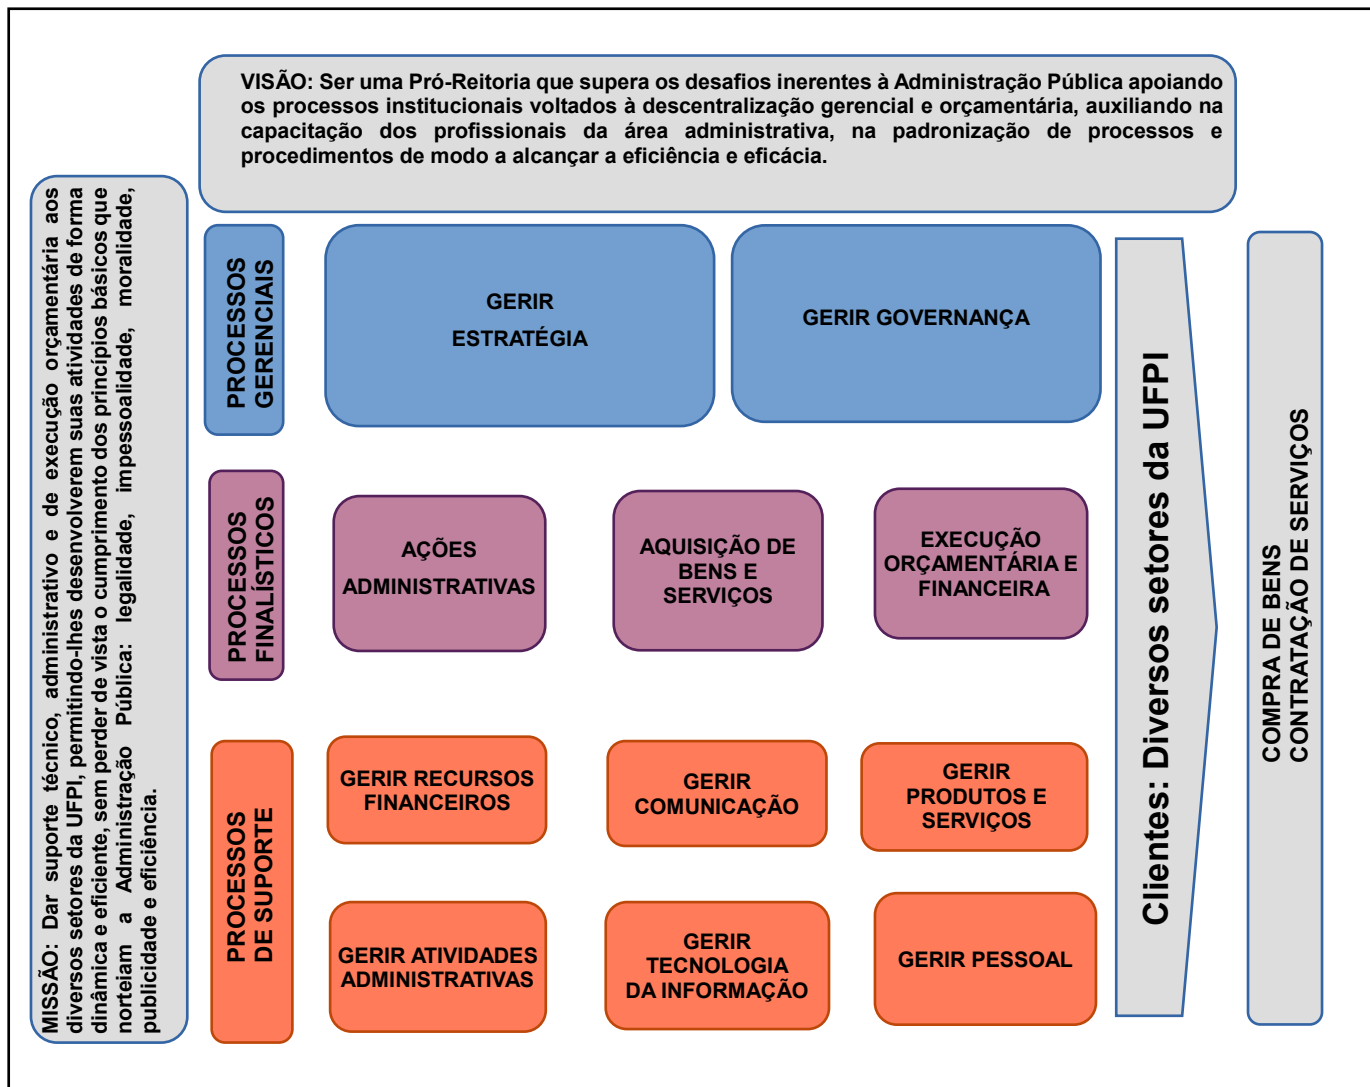 VISÃO: Ser uma Pró-Reitoria que supera os desafios inerentes à Administração Pública apoiando
os processos institucionais voltados à descentralização gerencial e orçamentária, auxiliando na
capacitação dos profissionais da área administrativa, na padronização de processos e
procedimentos de modo a alcançar a eficiência e eficácia.
MISSÃO: Dar suporte técnico, administrativo e de execução orçamentária aos
diversos setores da UFPI, permitindo-lhes desenvolverem suas atividades de forma
dinâmica e eficiente, sem perder de vista o cumprimento dos princípios básicos que
norteiam a Administração Pública: legalidade, impessoalidade, moralidade,
publicidade e eficiência.
PROCESSOS
GERENCIAIS
GERIR
ESTRATÉGIA
GERIR GOVERNANÇA
PROCESSOS
FINALÍSTICOS
AÇÕES
ADMINISTRATIVAS
AQUISIÇÃO DE
BENS E
SERVIÇOS
EXECUÇÃO
ORÇAMENTÁRIA E
FINANCEIRA
PROCESSOS
DE SUPORTE
GERIR RECURSOS
FINANCEIROS
GERIR
COMUNICAÇÃO
GERIR
PRODUTOS E
SERVIÇOS
GERIR ATIVIDADES
ADMINISTRATIVAS
GERIR
TECNOLOGIA
DA INFORMAÇÃO
GERIR PESSOAL
Clientes: Diversos setores da UFPI
COMPRA DE BENS
CONTRATAÇÃO DE SERVIÇOS